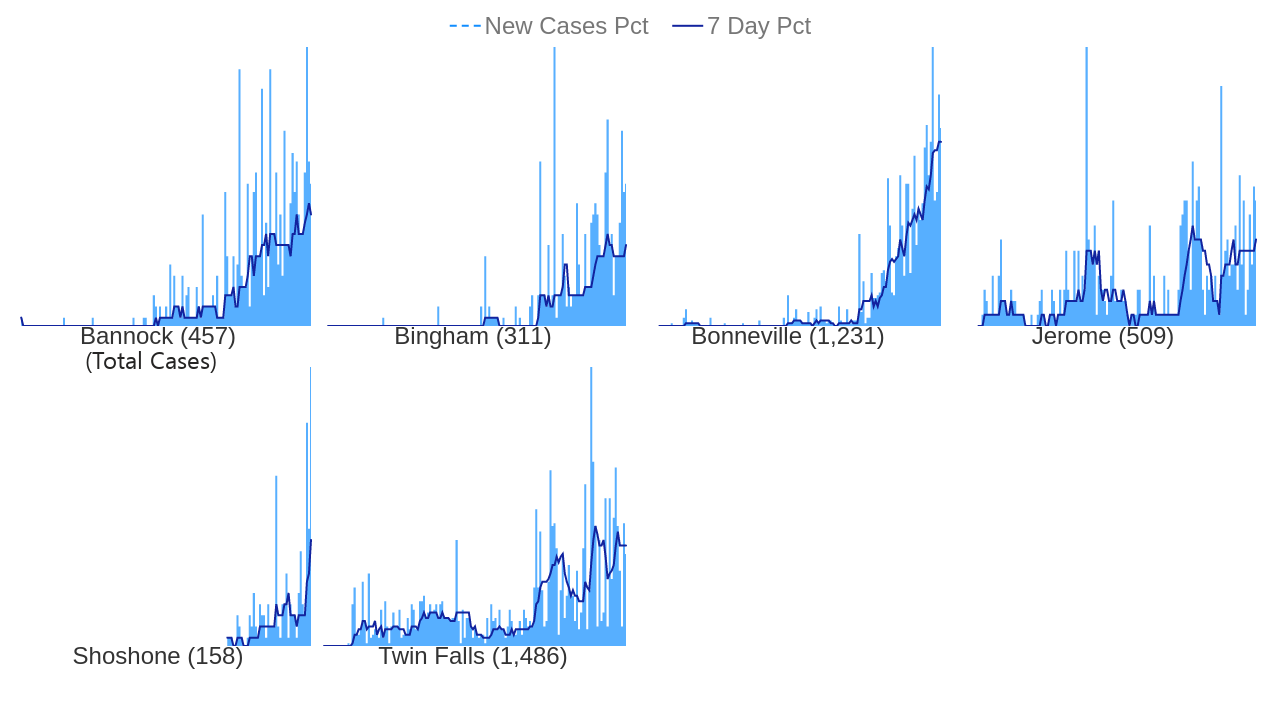 New Cases Pct 7 Day Pct
Bannock (457) Bingham (311) Bonneville (1,231) Jerome (509)
(Total Cases)
Shoshone (158) Twin Falls (1,486)